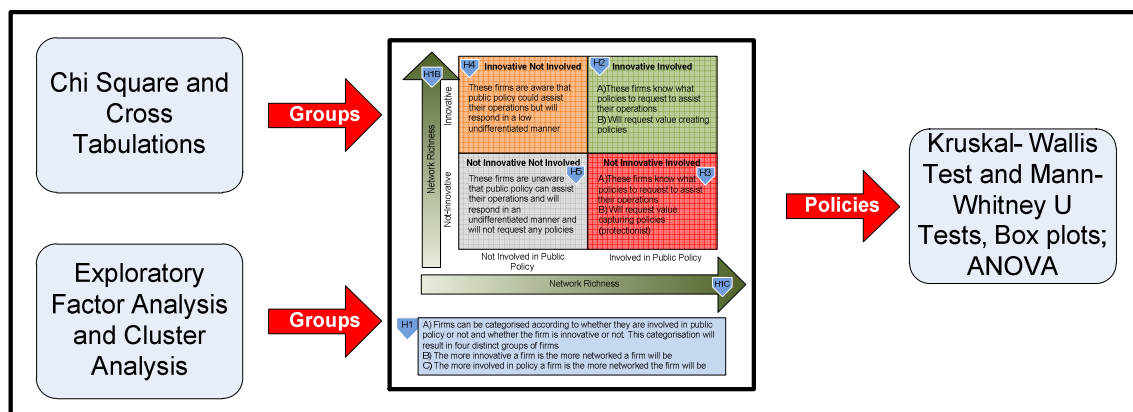 Chi Square and
Cross
Tabulations
Groups
Exploratory
Factor Analysis
and Cluster
Analysis
Groups
H1B
Network Richness
Innovative
Not-Innovative
H4
Innovative Not Involved
These firms are aware that
public policy could assist
their operations but will
respond in a low
undifferentiated manner
H2
Innovative Involved
A)These firms know what
policies to request to assist
their operations
B) Will request value creating
policies
Not Innovative Not Involved
H5
These firms are unaware
that public policy can assist
their operations and will
respond in an
undifferentiated manner and
will not request any policies
Not Innovative Involved
H3
A)These firms know what
policies to request to assist
their operations
B) Will request value
capturing policies
(protectionist)
Not Involved in Public
Policy
Involved in Public Policy
Network Richness
H1C
H1
A) Firms can be categorised according to whether they are involved in public
policy or not and whether the firm is innovative or not. This categorisation will
result in four distinct groups of firms
B) The more innovative a firm is the more networked a firm will be
C) The more involved in policy a firm is the more networked the firm will be
Policies
Kruskal- Wallis
Test and Mann-
Whitney U
Tests, Box plots;
ANOVA